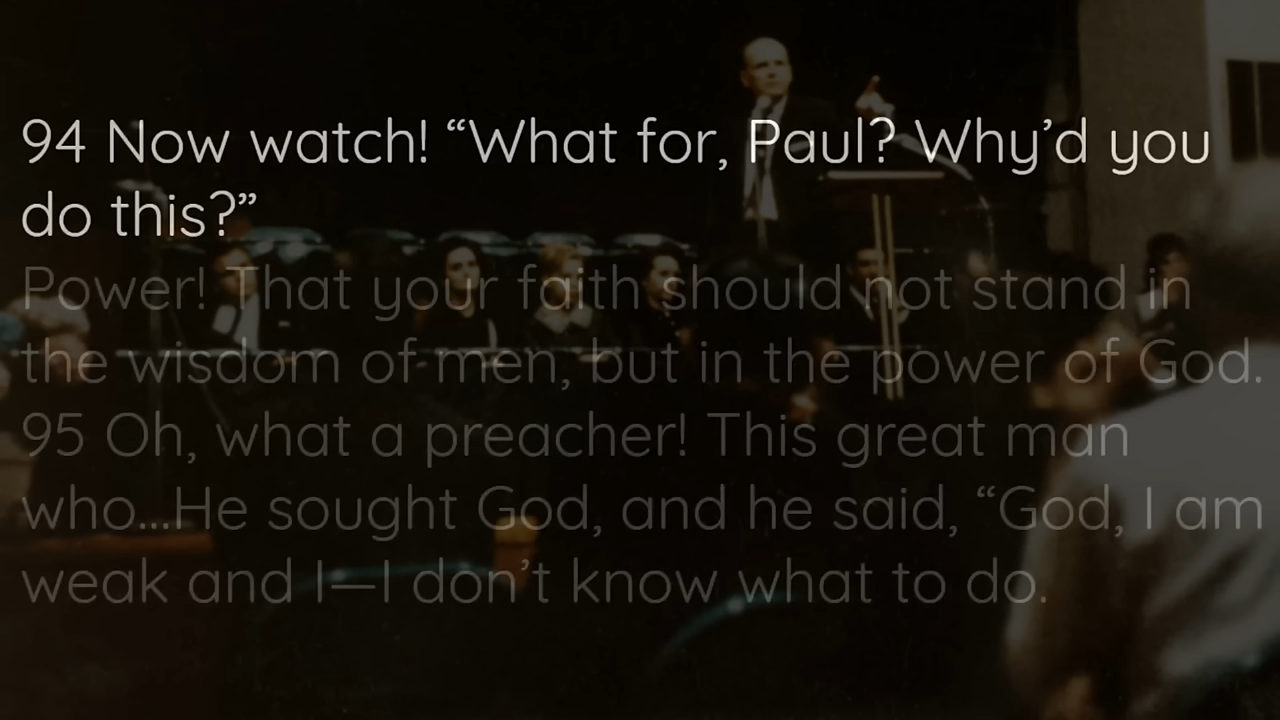 94 Now watch! “What for, Paul? Why’d you
do this?”
Power! That your faith should not stand in
the wisdom of men, but in the power of God.
95 Oh, what a preacher! This great man
who...He sought God, and he said, “God, I am
weak and I—I don’t know what to do.